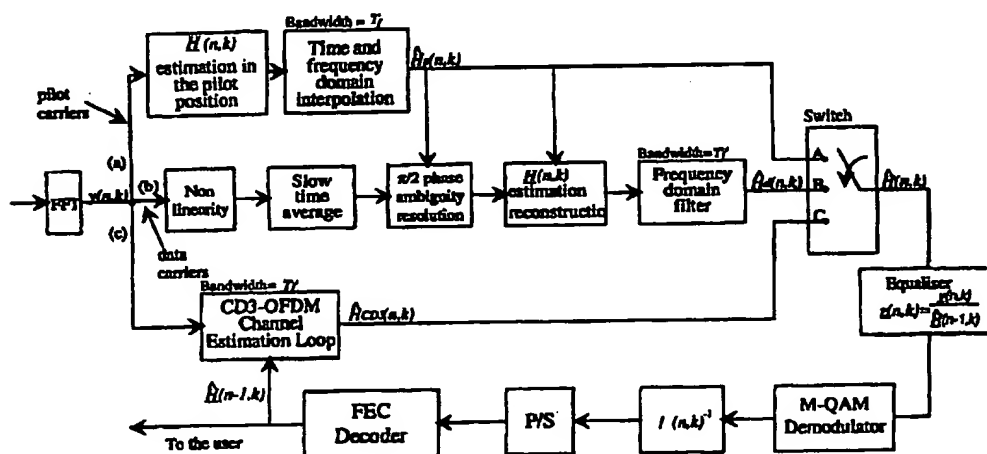 Bandwidth = Tf'
H(n,k)
estimation in
the pilot
position
Time and
frequency
domain
interpolation
Ĥp(n,k)
pilot
carriers
Switch
(a)
A
FFT
y(n,k)
(b)
Non
linearity
Slow
time
average
π/2 phase
ambiguity
resolution
H(n,k)
estimation
reconstructio
Bandwidth=Tf'
Frequency
domain
filter
B
Ĥ(n,k)
(c)
data
carriers
C
Bandwidth= Tf'
CD3-OFDM
Channel
Estimation Loop
ĤCD3(n,k)
Equaliser
z(n,k)=y(n,k)/Ĥ(n-1,k)
Ĥ(n-1,k)
To the user
FEC
Decoder
P/S
I (n,k)⁻¹
M-QAM
Demodulator